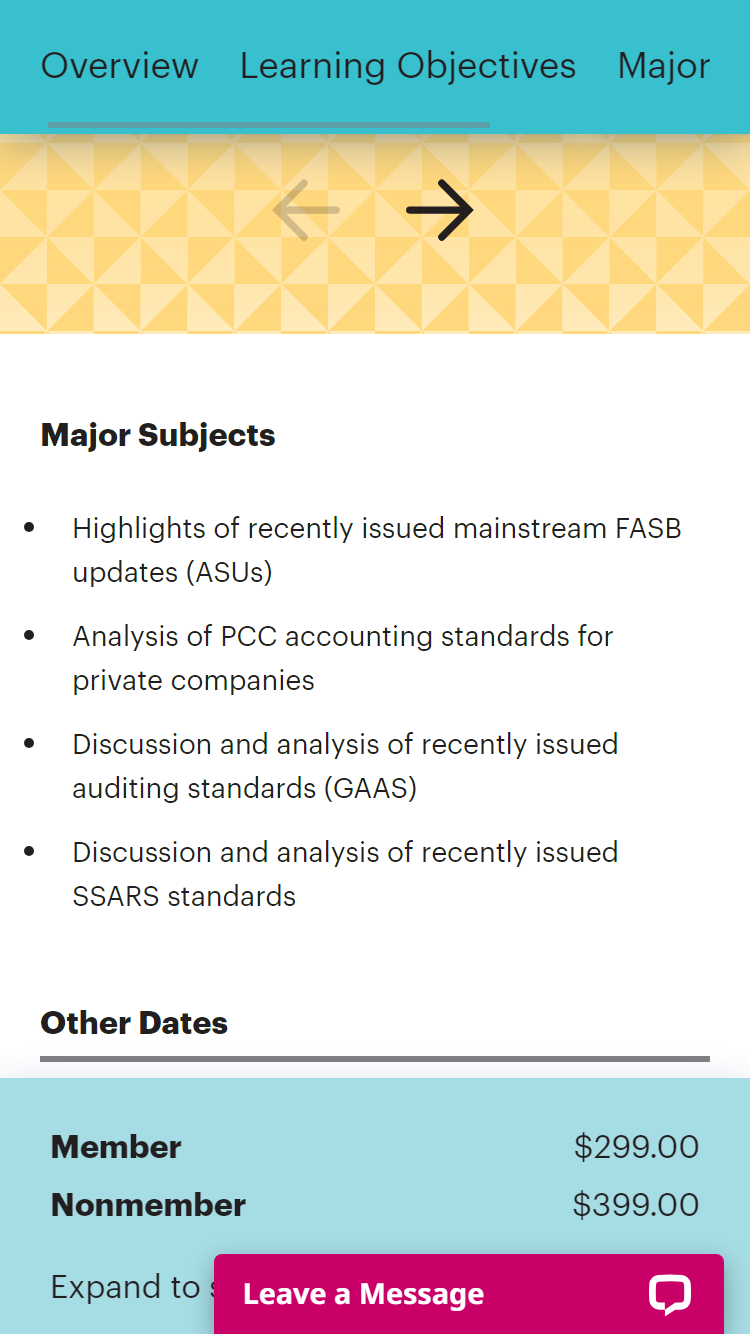 Overview Learning Objectives Major
Major Subjects
Highlights of recently issued mainstream FASB
updates (ASUs)
Analysis of PCC accounting standards for
private companies
Discussion and analysis of recently issued
auditing standards (GAAS)
Discussion and analysis of recently issued
SSARS standards
Other Dates
Member $299.00
Nonmember $399.00
Expand to
Leave a Message